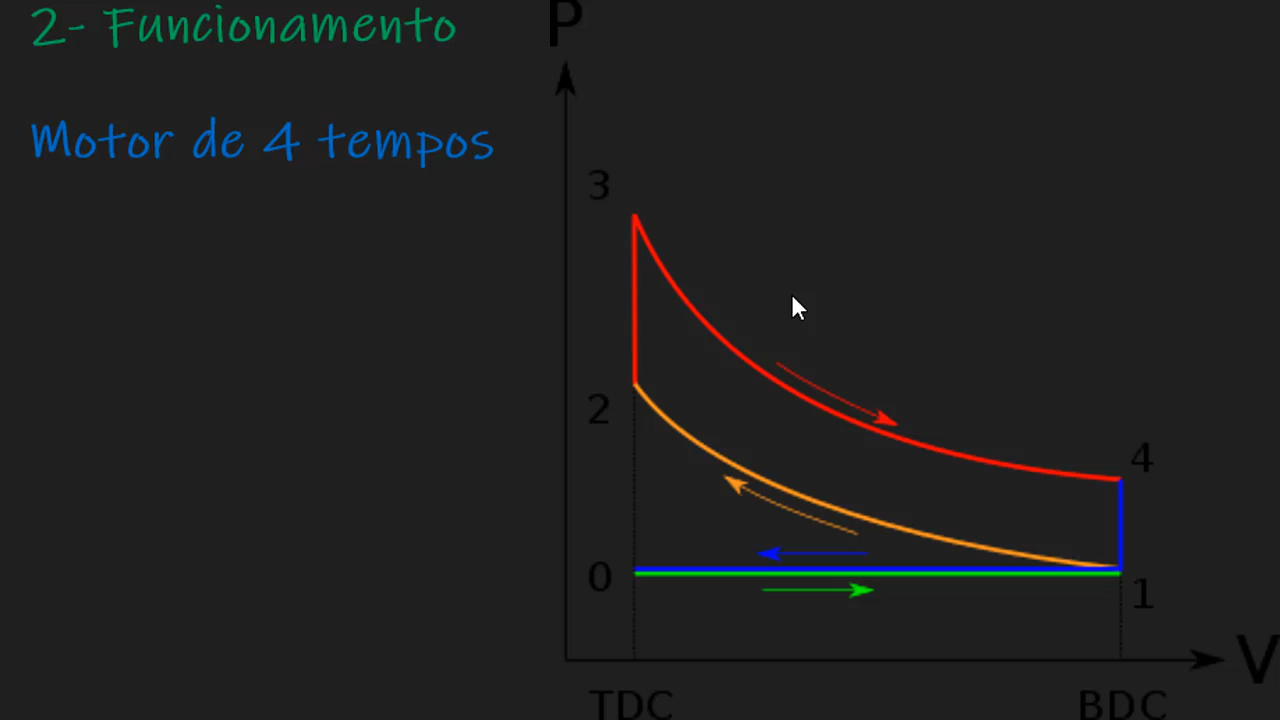 2- Funcionamento
Motor de 4 tempos
P
3
2
4
0
1
V
TDC
BDC